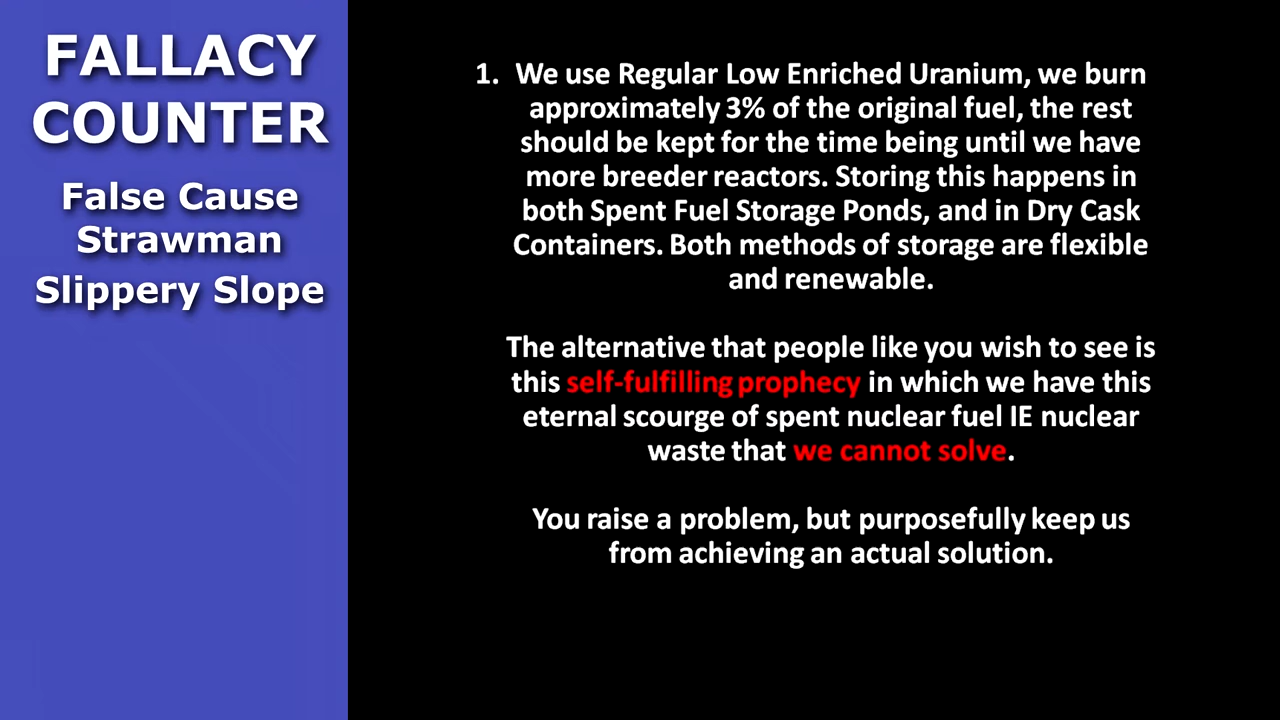 FALLACY
COUNTER
False Cause
Strawman
Slippery Slope
1. We use Regular Low Enriched Uranium, we burn
approximately 3% of the original fuel, the rest
should be kept for the time being until we have
more breeder reactors. Storing this happens in
both Spent Fuel Storage Ponds, and in Dry Cask
Containers. Both methods of storage are flexible
and renewable.
The alternative that people like you wish to see is
this self-fulfilling prophecy in which we have this
eternal scourge of spent nuclear fuel IE nuclear
waste that we cannot solve.
You raise a problem, but purposefully keep us
from achieving an actual solution.